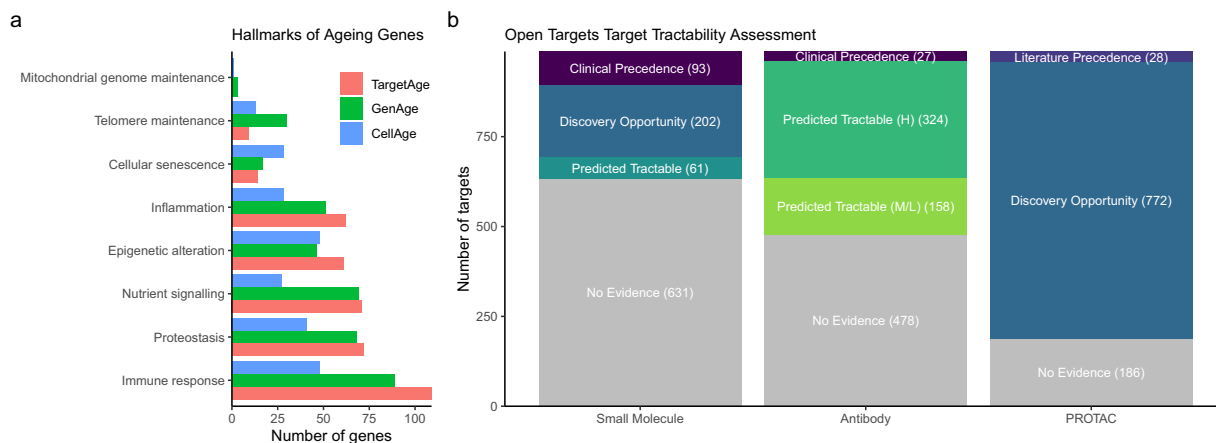 a
Hallmarks of Ageing Genes
Mitochondrial genome maintenance
Telomere maintenance
Cellular senescence
Inflammation
Epigenetic alteration
Nutrient signalling
Proteostasis
Immune response
TargetAge
GenAge
CellAge
0 25 50 75 100
Number of genes
b
Open Targets Target Tractability Assessment
Number of targets
750
500
250
0
Clinical Precedence (93)
Discovery Opportunity (202)
Predicted Tractable (61)
No Evidence (631)
Clinical Precedence (27)
Predicted Tractable (H) (324)
Predicted Tractable (M/L) (158)
No Evidence (478)
Literature Precedence (28)
Discovery Opportunity (772)
No Evidence (186)
Small Molecule Antibody PROTAC